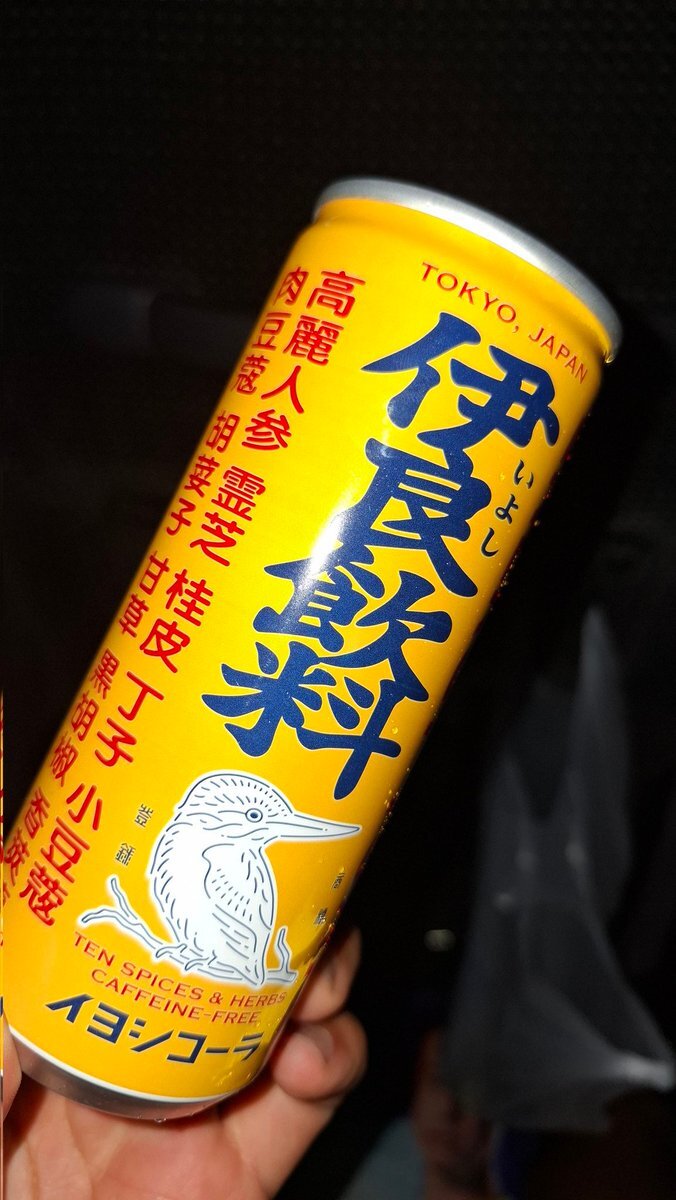 TOKYO, JAPAN
伊良飲料
いよし
高麗人参 霊芝 桂皮 丁子 小豆蔻
肉豆蔻 胡荽子 甘草 黒胡椒
TEN SPICES & HERBS
CAFFEINE-FREE
イヨシコーラ